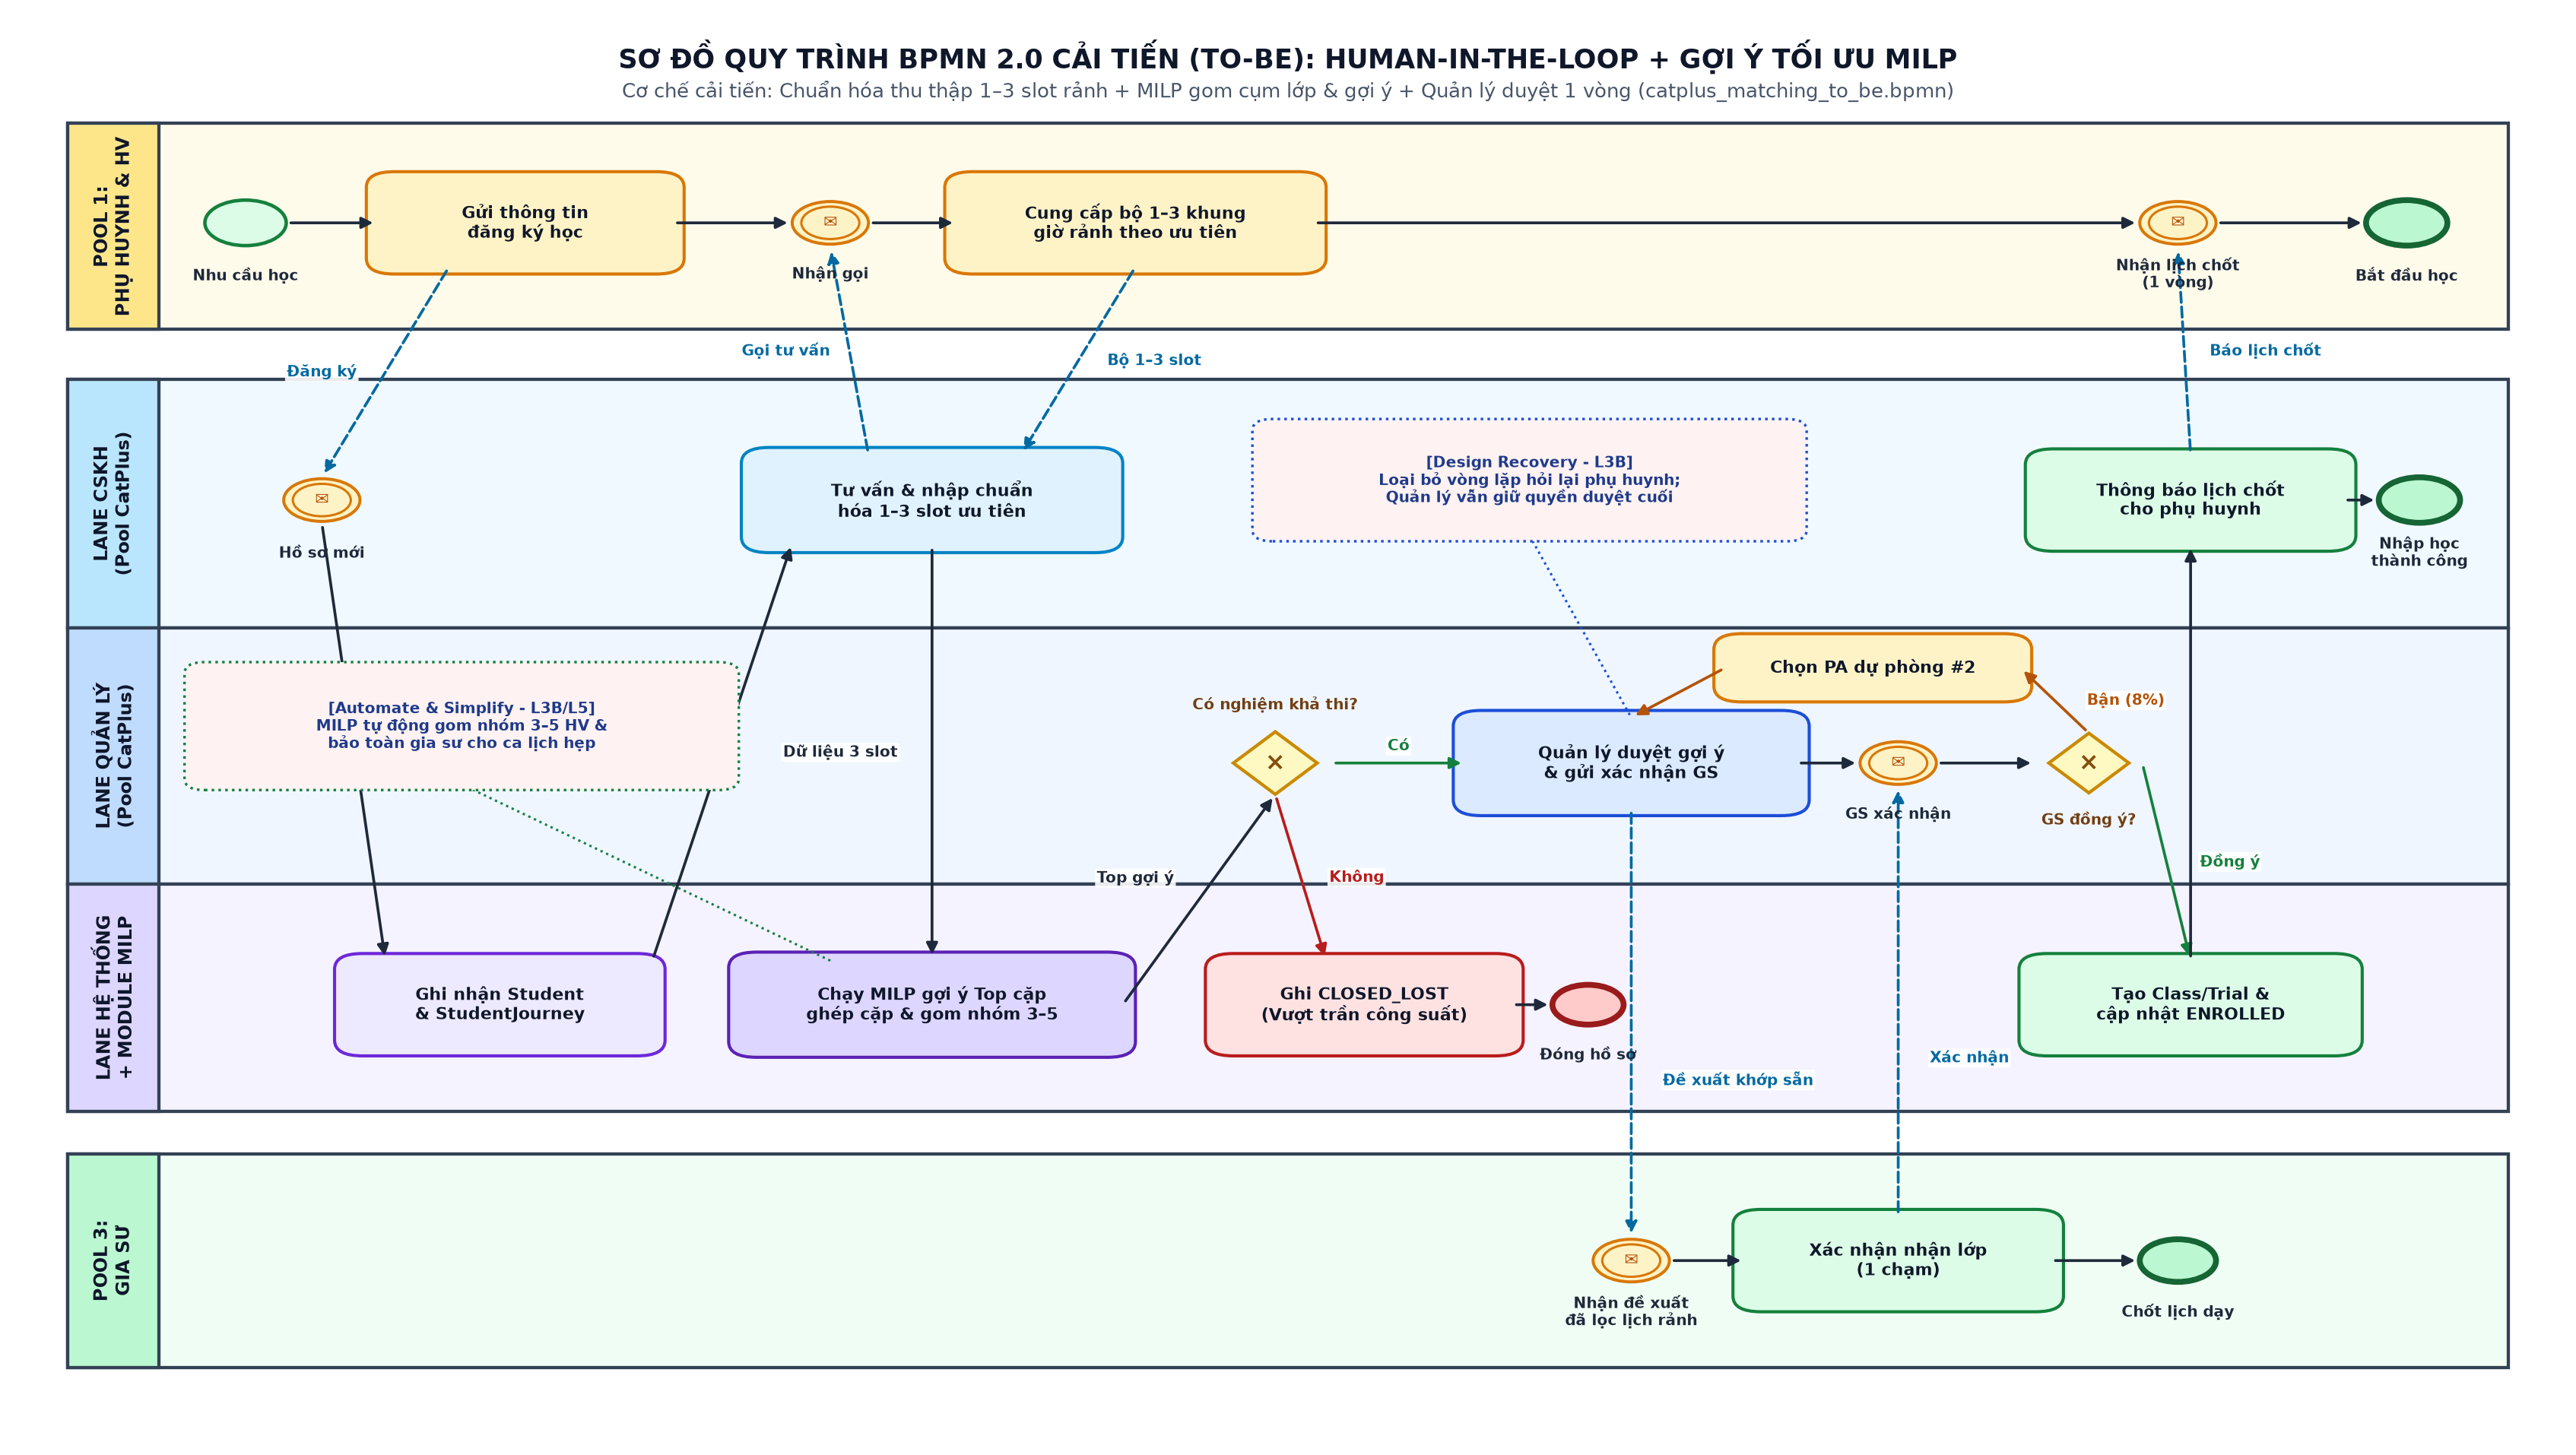 SƠ ĐỒ QUY TRÌNH BPMN 2.0 CẢI TIẾN (TO-BE): HUMAN-IN-THE-LOOP + GỢI Ý TỐI ƯU MILP
Cơ chế cải tiến: Chuẩn hóa thu thập 1–3 slot rảnh + MILP gom cụm lớp & gợi ý + Quản lý duyệt 1 vòng (catplus_matching_to_be.bpmn)
POOL 1:
PHỤ HUYNH & HV
Nhu cầu học
Gửi thông tin
đăng ký học
✉
Nhận gọi
Cung cấp bộ 1–3 khung
giờ rảnh theo ưu tiên
✉
Nhận lịch chốt
(1 vòng)
Bắt đầu học
Đăng ký
Gọi tư vấn
Bộ 1–3 slot
Báo lịch chốt
LANE CSKH
(Pool CatPlus)
✉
Hồ sơ mới
Tư vấn & nhập chuẩn
hóa 1–3 slot ưu tiên
[Design Recovery - L3B]
Loại bỏ vòng lặp hỏi lại phụ huynh;
Quản lý vẫn giữ quyền duyệt cuối
Thông báo lịch chốt
cho phụ huynh
Nhập học
thành công
LANE QUẢN LÝ
(Pool CatPlus)
[Automate & Simplify - L3B/L5]
MILP tự động gom nhóm 3–5 HV &
bảo toàn gia sư cho ca lịch hẹp
Dữ liệu 3 slot
Có nghiệm khả thi?
×
Có
Quản lý duyệt gợi ý
& gửi xác nhận GS
Chọn PA dự phòng #2
✉
GS xác nhận
×
GS đồng ý?
Bận (8%)
Đồng ý
Top gợi ý
Không
LANE HỆ THỐNG
+ MODULE MILP
Ghi nhận Student
& StudentJourney
Chạy MILP gợi ý Top cặp
ghép cặp & gom nhóm 3–5
Ghi CLOSED_LOST
(Vượt trần công suất)
Đóng hồ sơ
Đề xuất khớp sẵn
Xác nhận
Tạo Class/Trial &
cập nhật ENROLLED
POOL 3:
GIA SƯ
✉
Nhận đề xuất
đã lọc lịch rảnh
Xác nhận nhận lớp
(1 chạm)
Chốt lịch dạy